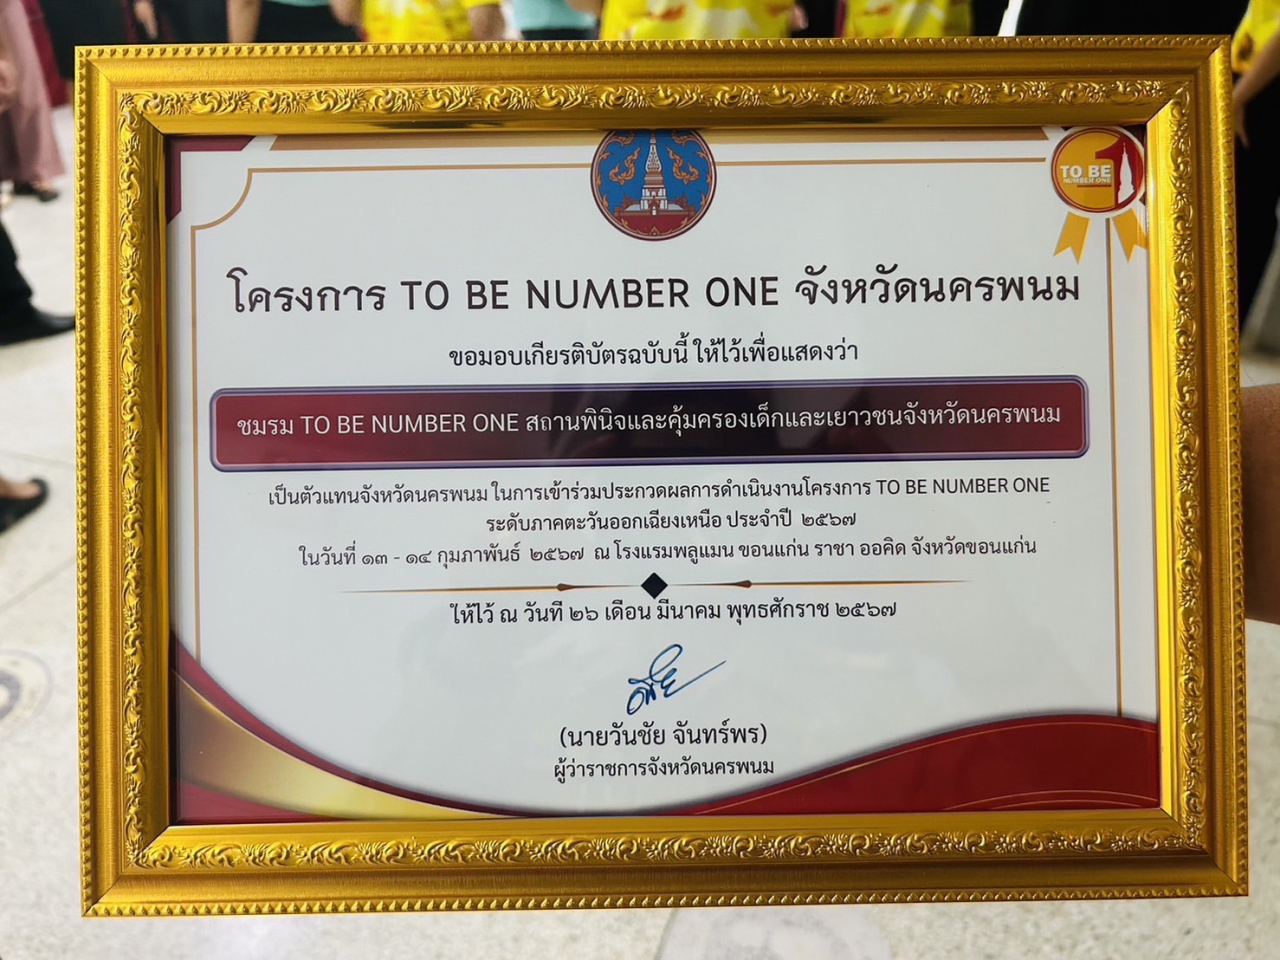 TO BE
NUMBER ONE
1
โครงการ TO BE NUMBER ONE จังหวัดนครพนม
ขอมอบเกียรติบัตรฉบับนี้ ให้ไว้เพื่อแสดงว่า
ชมรม TO BE NUMBER ONE สถานพินิจและคุ้มครองเด็กและเยาวชนจังหวัดนครพนม
เป็นตัวแทนจังหวัดนครพนม ในการเข้าร่วมประกวดผลการดำเนินงานโครงการ TO BE NUMBER ONE
ระดับภาคตะวันออกเฉียงเหนือ ประจำปี ๒๕๖๗
ในวันที่ ๑๓ - ๑๔ กุมภาพันธ์ ๒๕๖๗ ณ โรงแรมพลูแมน ขอนแก่น ราชา ออคิด จังหวัดขอนแก่น
ให้ไว้ ณ วันที่ ๒๖ เดือน มีนาคม พุทธศักราช ๒๕๖๗
(นายวันชัย จันทร์พร)
ผู้ว่าราชการจังหวัดนครพนม